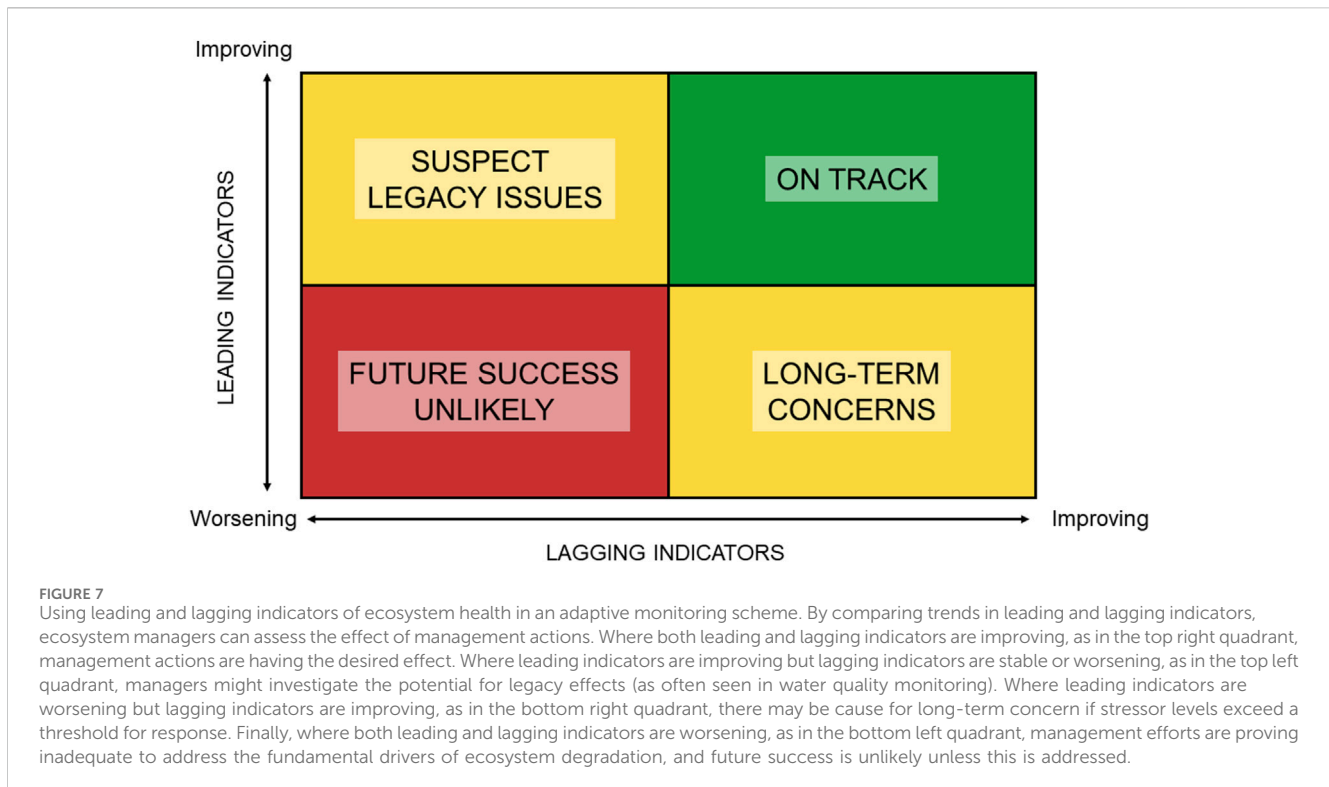 Improving
SUSPECT
LEGACY ISSUES
ON TRACK
LEADING INDICATORS
FUTURE SUCCESS
UNLIKELY
LONG-TERM
CONCERNS
Worsening
Improving
LAGGING INDICATORS
FIGURE 7
Using leading and lagging indicators of ecosystem health in an adaptive monitoring scheme. By comparing trends in leading and lagging indicators,
ecosystem managers can assess the effect of management actions. Where both leading and lagging indicators are improving, as in the top right quadrant,
management actions are having the desired effect. Where leading indicators are improving but lagging indicators are stable or worsening, as in the top left
quadrant, managers might investigate the potential for legacy effects (as often seen in water quality monitoring). Where leading indicators are
worsening but lagging indicators are improving, as in the bottom right quadrant, there may be cause for long-term concern if stressor levels exceed a
threshold for response. Finally, where both leading and lagging indicators are worsening, as in the bottom left quadrant, management efforts are proving
inadequate to address the fundamental drivers of ecosystem degradation, and future success is unlikely unless this is addressed.